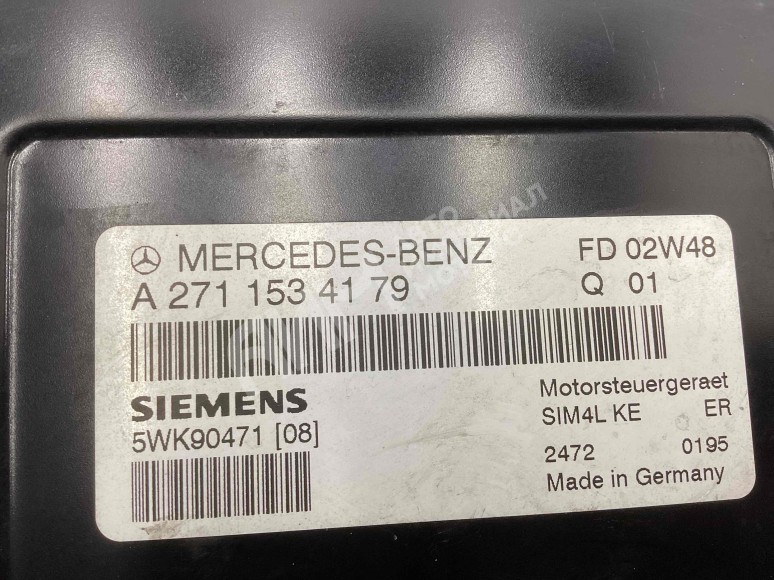 MERCEDES-BENZ
A 271 153 41 79
FD 02W48
Q 01
SIEMENS
5WK90471 [08]
Motorsteuergeraet
SIM4L KE ER
2472 0195
Made in Germany